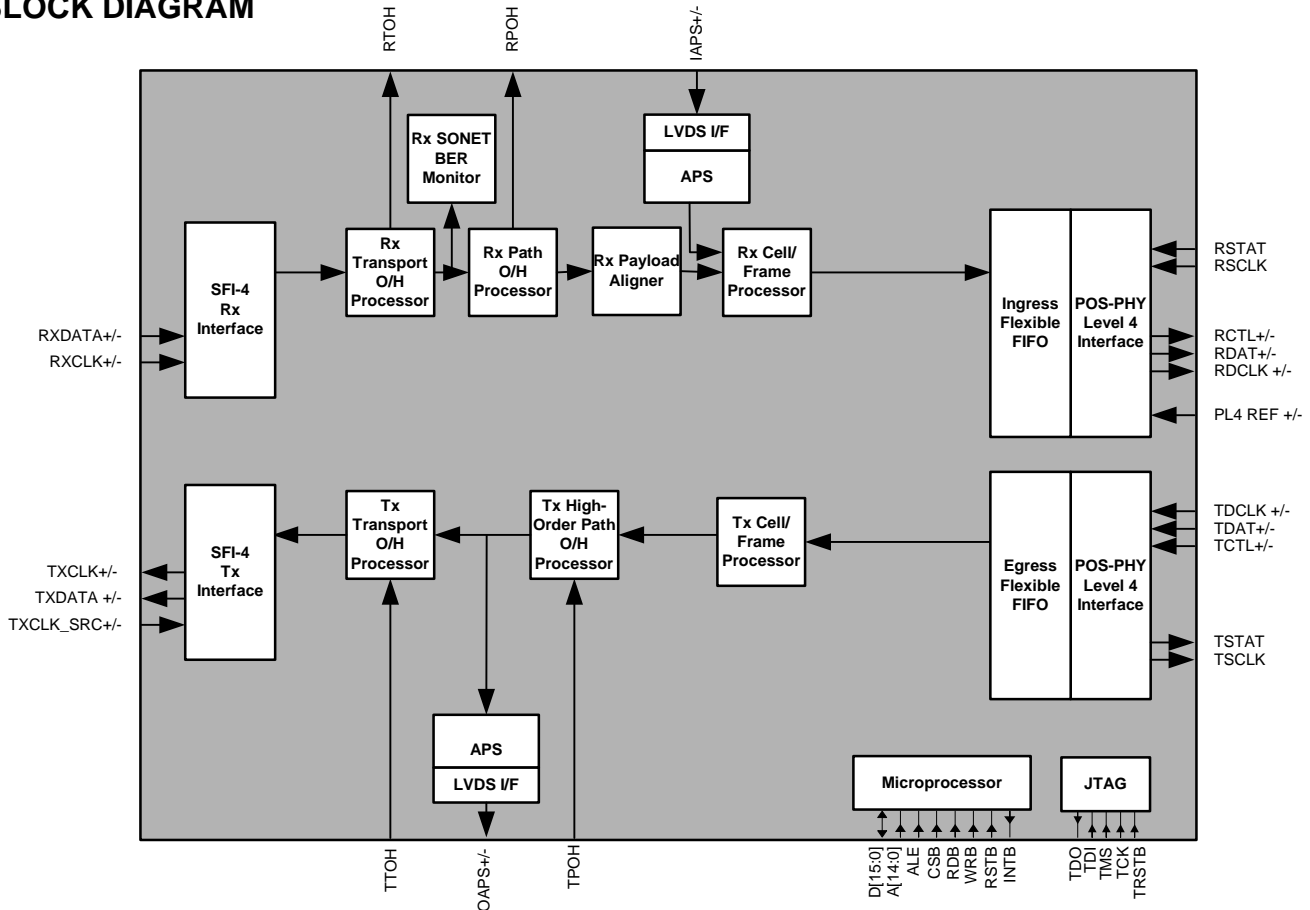 BLOCK DIAGRAM
RTOH
RPOH
IAPS+/-
LVDS I/F
APS
Rx SONET
BER
Monitor
SFI-4
Rx
Interface
Rx
Transport
O/H
Processor
Rx Path
O/H
Processor
Rx Payload
Aligner
Rx Cell/
Frame
Processor
Ingress
Flexible
FIFO
POS-PHY
Level 4
Interface
RXDATA+/-
RXCLK+/-
RSTAT
RSCLK
RCTL+/-
RDAT+/-
RDCLK +/-
PL4 REF +/-
SFI-4
Tx
Interface
Tx
Transport
O/H
Processor
Tx High-
Order Path
O/H
Processor
Tx Cell/
Frame
Processor
Egress
Flexible
FIFO
POS-PHY
Level 4
Interface
TXCLK+/-
TXDATA +/-
TXCLK_SRC+/-
TDCLK +/-
TDAT+/-
TCTL+/-
TSTAT
TSCLK
APS
LVDS I/F
Microprocessor
JTAG
TTOH
OAPS+/-
TPOH
D[15:0]
A[14:0]
ALE
CSB
RDB
WRB
RSTB
INTB
TDO
TDI
TMS
TCK
TRSTB